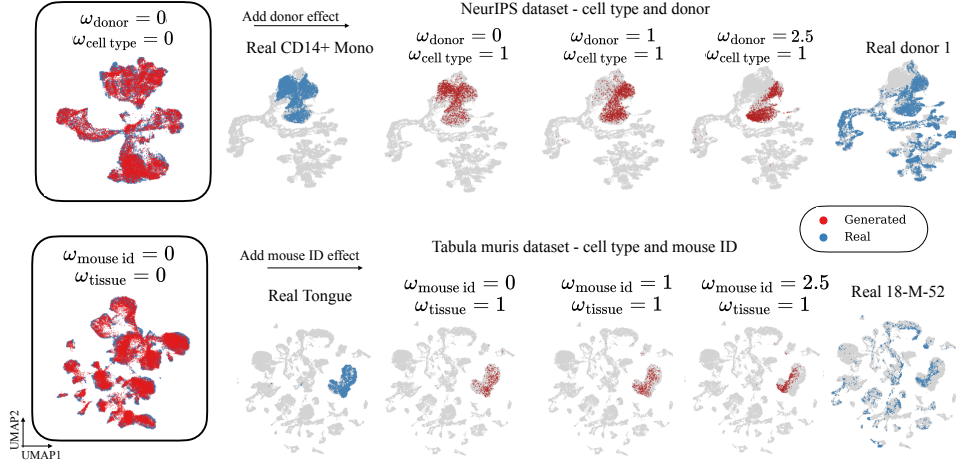 NeurIPS dataset - cell type and donor
Add donor effect
ω_donor = 0
ω_cell type = 0
Real CD14+ Mono
ω_donor = 0
ω_cell type = 1
ω_donor = 1
ω_cell type = 1
ω_donor = 2.5
ω_cell type = 1
Real donor 1
Generated
Real
Tabula muris dataset - cell type and mouse ID
Add mouse ID effect
ω_mouse id = 0
ω_tissue = 0
Real Tongue
ω_mouse id = 0
ω_tissue = 1
ω_mouse id = 1
ω_tissue = 1
ω_mouse id = 2.5
ω_tissue = 1
Real 18-M-52
UMAP2
UMAP1